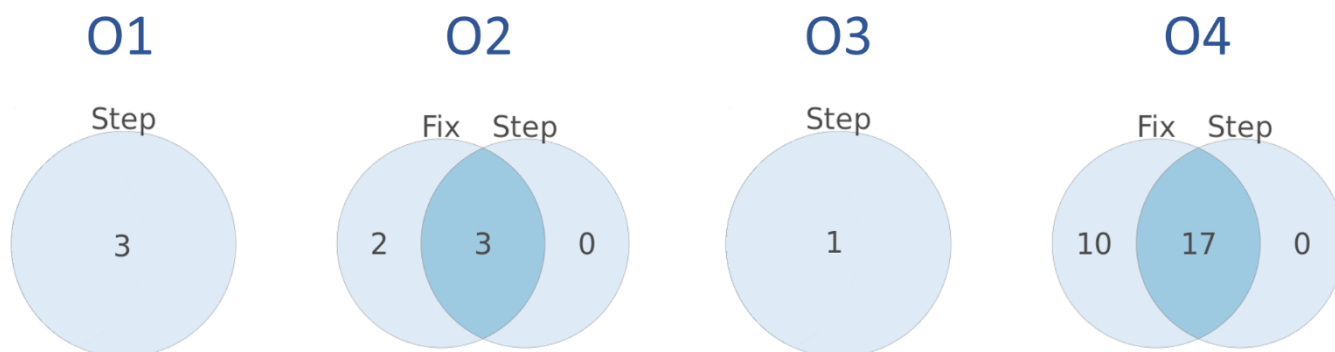 O1 O2 O3 O4
Step Fix Step Step Fix Step
3 2 3 0 1 10 17 0